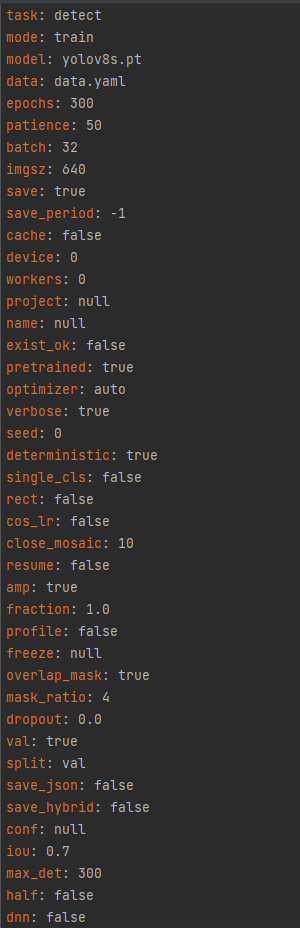 task: detect
mode: train
model: yolov8s.pt
data: data.yaml
epochs: 300
patience: 50
batch: 32
imgsz: 640
save: true
save_period: -1
cache: false
device: 0
workers: 0
project: null
name: null
exist_ok: false
pretrained: true
optimizer: auto
verbose: true
seed: 0
deterministic: true
single_cls: false
rect: false
cos_lr: false
close_mosaic: 10
resume: false
amp: true
fraction: 1.0
profile: false
freeze: null
overlap_mask: true
mask_ratio: 4
dropout: 0.0
val: true
split: val
save_json: false
save_hybrid: false
conf: null
iou: 0.7
max_det: 300
half: false
dnn: false